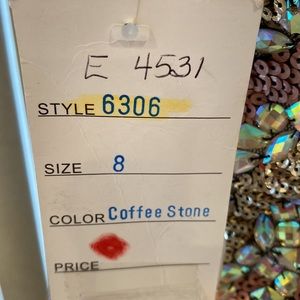 E 4531
STYLE 6306
SIZE 8
COLOR Coffee Stone
PRICE